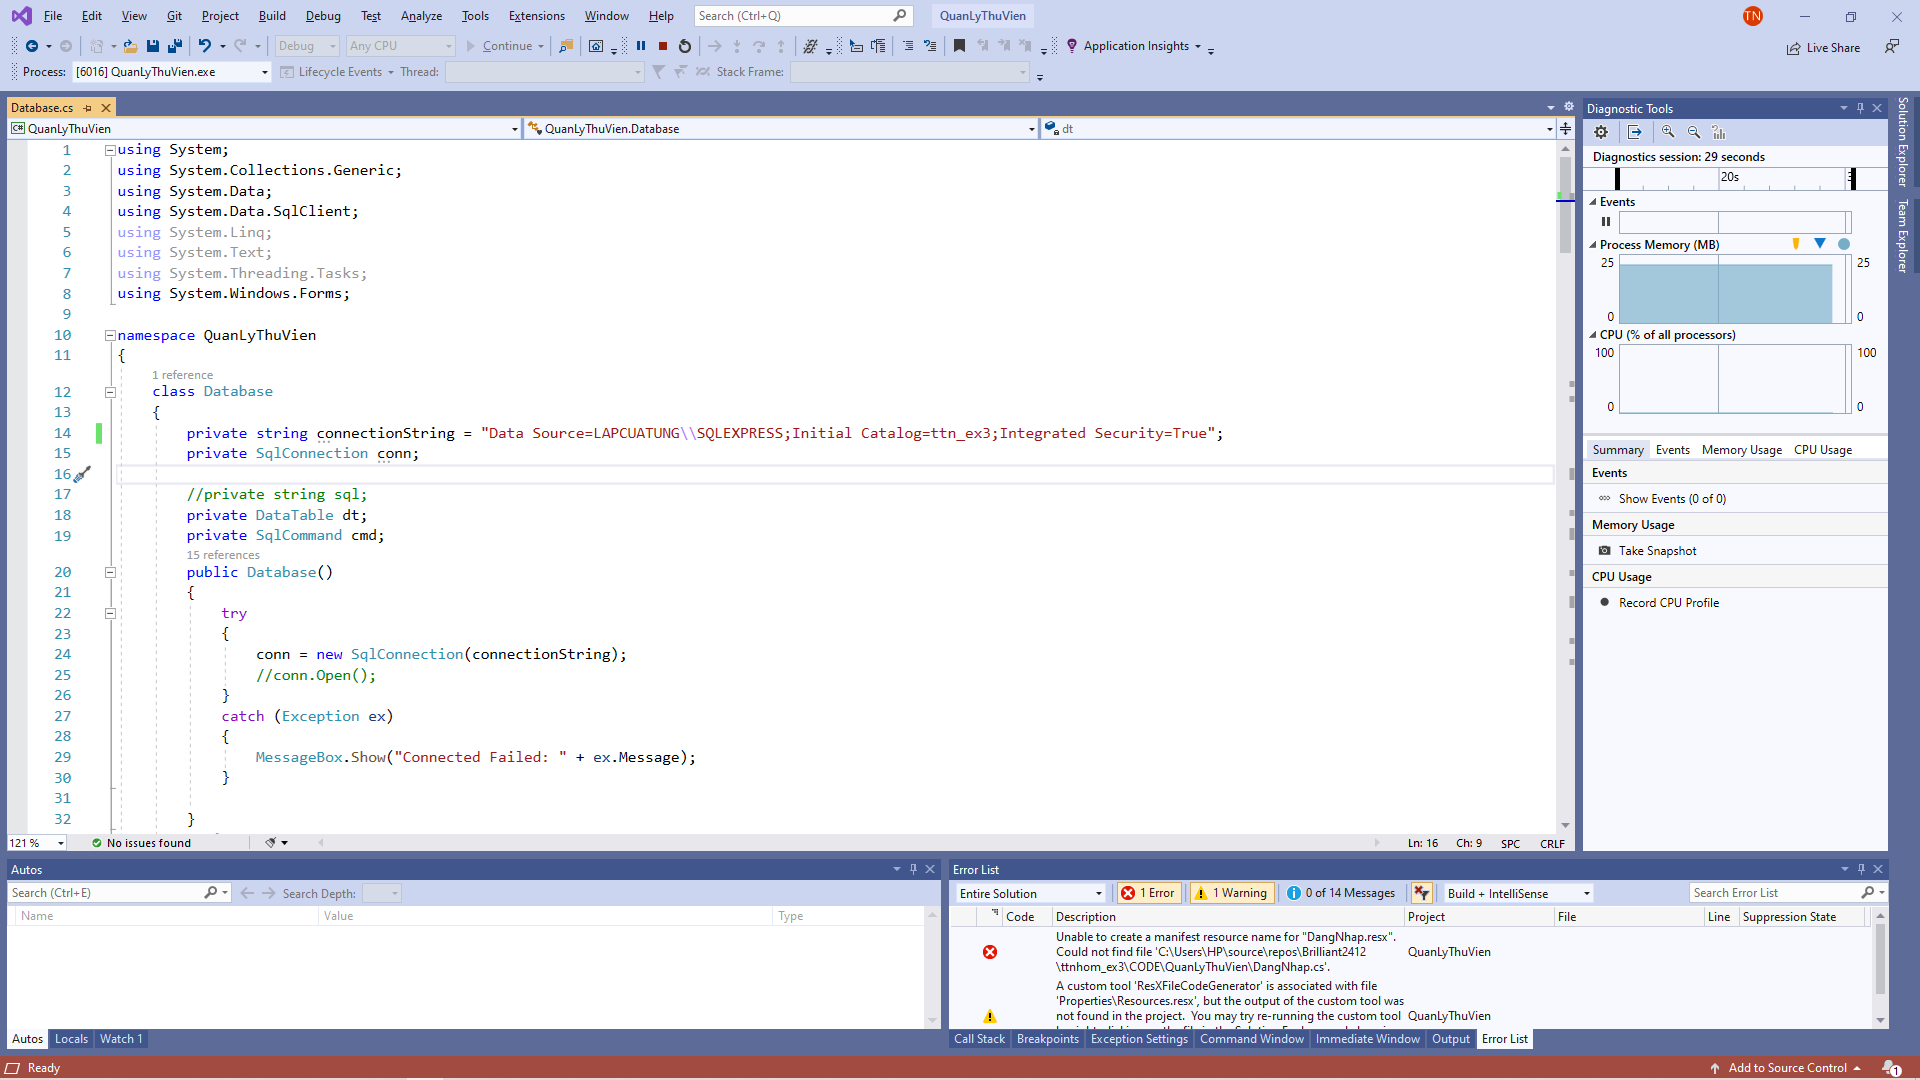 File Edit View Git Project Build Debug Test Analyze Tools Extensions Window Help Search (Ctrl+Q) QuanLyThuVien TN
Debug Any CPU Continue Application Insights Live Share
Process: [6016] QuanLyThuVien.exe Lifecycle Events Thread: Stack Frame:
Database.cs
QuanLyThuVien QuanLyThuVien.Database dt
1 using System;
2 using System.Collections.Generic;
3 using System.Data;
4 using System.Data.SqlClient;
5 using System.Linq;
6 using System.Text;
7 using System.Threading.Tasks;
8 using System.Windows.Forms;
9
10 namespace QuanLyThuVien
11 {
1 reference
12 class Database
13 {
14 private string connectionString = "Data Source=LAPCUATUNG\\SQLEXPRESS;Initial Catalog=ttn_ex3;Integrated Security=True";
15 private SqlConnection conn;
16
17 //private string sql;
18 private DataTable dt;
19 private SqlCommand cmd;
15 references
20 public Database()
21 {
22 try
23 {
24 conn = new SqlConnection(connectionString);
25 //conn.Open();
26 }
27 catch (Exception ex)
28 {
29 MessageBox.Show("Connected Failed: " + ex.Message);
30 }
31
32 }
121 % No issues found Ln: 16 Ch: 9 SPC CRLF
Diagnostic Tools
Diagnostics session: 29 seconds
20s
Events
Process Memory (MB)
25 25
0 0
CPU (% of all processors)
100 100
0 0
Summary Events Memory Usage CPU Usage
Events
Show Events (0 of 0)
Memory Usage
Take Snapshot
CPU Usage
Record CPU Profile
Solution Explorer
Team Explorer
Autos
Search (Ctrl+E) Search Depth:
Name Value Type
Autos Locals Watch 1
Error List
Entire Solution 1 Error 1 Warning 0 of 14 Messages Build + IntelliSense Search Error List
Code Description Project File Line Suppression State
Unable to create a manifest resource name for "DangNhap.resx".
Could not find file 'C:\Users\HP\source\repos\Brilliant2412 QuanLyThuVien
\ttnhom_ex3\CODE\QuanLyThuVien\DangNhap.cs'.
A custom tool 'ResXFileCodeGenerator' is associated with file
'Properties\Resources.resx', but the output of the custom tool was
not found in the project. You may try re-running the custom tool QuanLyThuVien
Call Stack Breakpoints Exception Settings Command Window Immediate Window Output Error List
Ready Add to Source Control 1